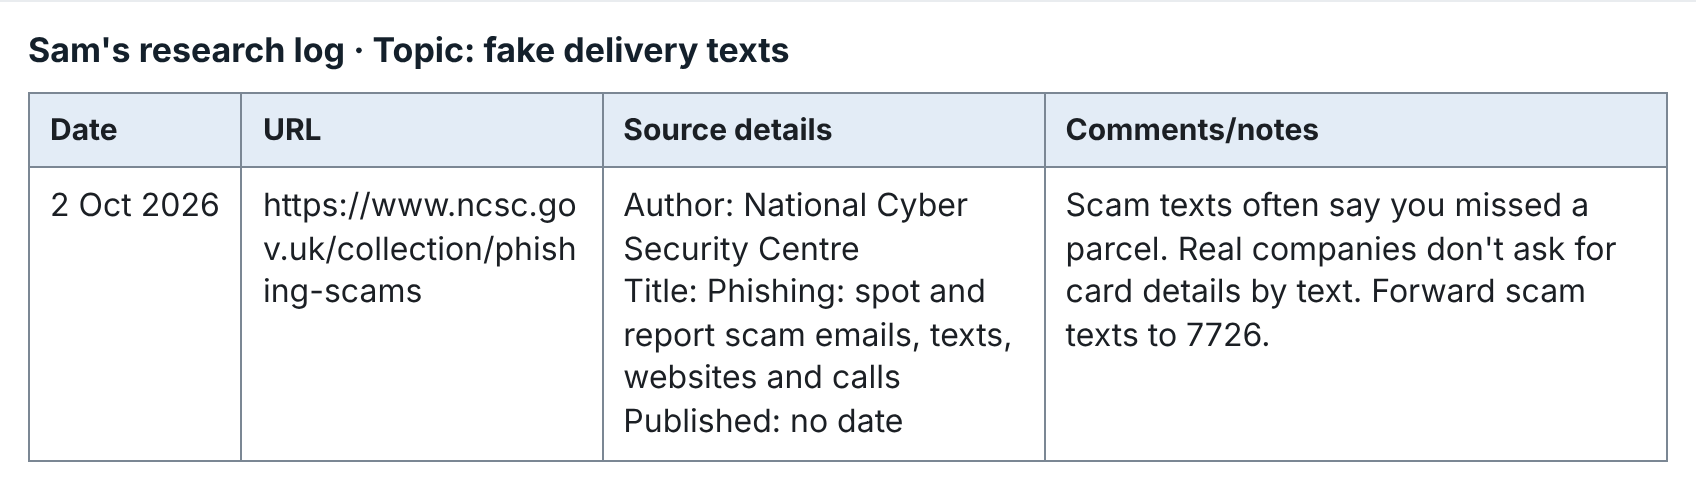 Sam's research log · Topic: fake delivery texts
Date
URL
Source details
Comments/notes
2 Oct 2026
https://www.ncsc.go
v.uk/collection/phish
ing-scams
Author: National Cyber
Security Centre
Title: Phishing: spot and
report scam emails, texts,
websites and calls
Published: no date
Scam texts often say you missed a
parcel. Real companies don't ask for
card details by text. Forward scam
texts to 7726.